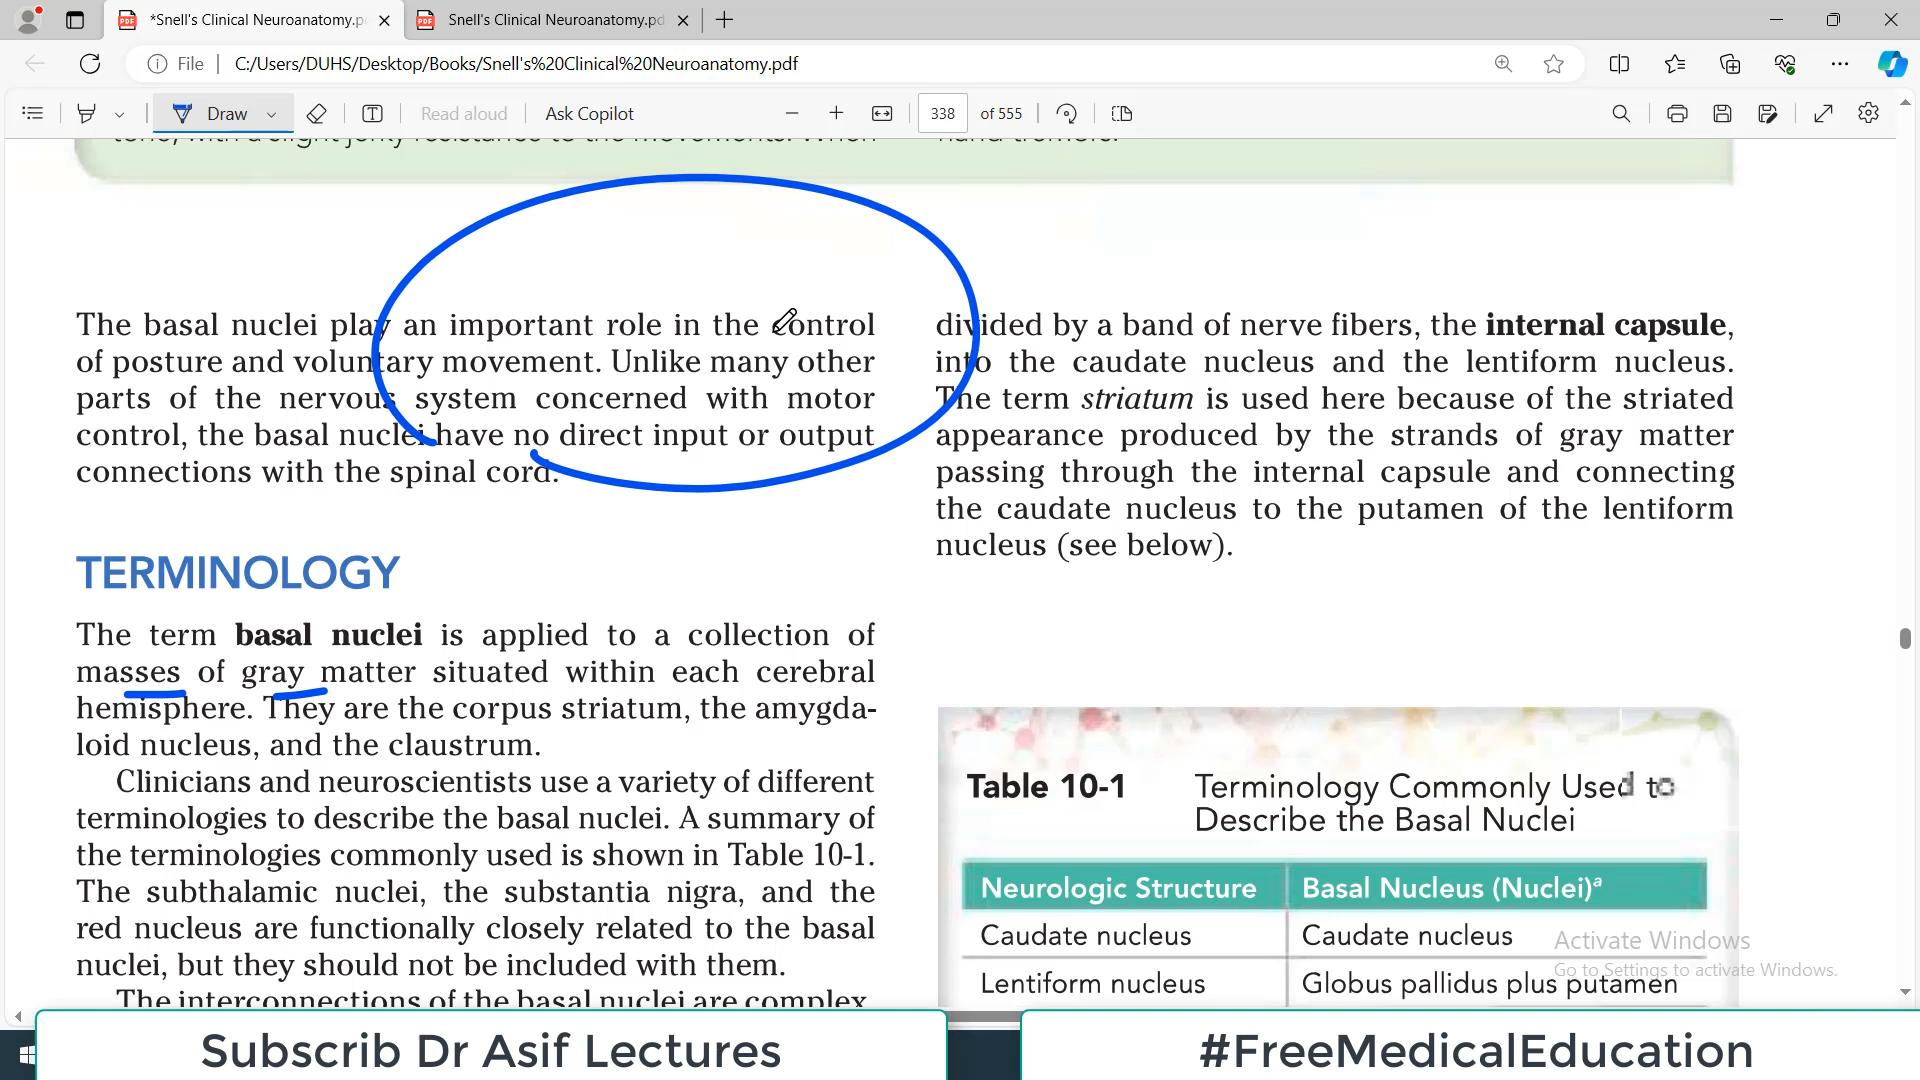 *Snell's Clinical Neuroanatomy.p
Snell's Clinical Neuroanatomy.pd
File
C:/Users/DUHS/Desktop/Books/Snell's%20Clinical%20Neuroanatomy.pdf
Draw
Read aloud
Ask Copilot
338
of 555
The basal nuclei play an important role in the control
of posture and voluntary movement. Unlike many other
parts of the nervous system concerned with motor
control, the basal nuclei have no direct input or output
connections with the spinal cord.
TERMINOLOGY
The term basal nuclei is applied to a collection of
masses of gray matter situated within each cerebral
hemisphere. They are the corpus striatum, the amygda-
loid nucleus, and the claustrum.
Clinicians and neuroscientists use a variety of different
terminologies to describe the basal nuclei. A summary of
the terminologies commonly used is shown in Table 10-1.
The subthalamic nuclei, the substantia nigra, and the
red nucleus are functionally closely related to the basal
nuclei, but they should not be included with them.
The interconnections of the basal nuclei are complex,
divided by a band of nerve fibers, the internal capsule,
into the caudate nucleus and the lentiform nucleus.
The term striatum is used here because of the striated
appearance produced by the strands of gray matter
passing through the internal capsule and connecting
the caudate nucleus to the putamen of the lentiform
nucleus (see below).
Table 10-1 Terminology Commonly Used to
Describe the Basal Nuclei
Neurologic Structure Basal Nucleus (Nuclei)a
Caudate nucleus Caudate nucleus
Lentiform nucleus Globus pallidus plus putamen
Activate Windows
Go to Settings to activate Windows.
Subscrib Dr Asif Lectures
#FreeMedicalEducation